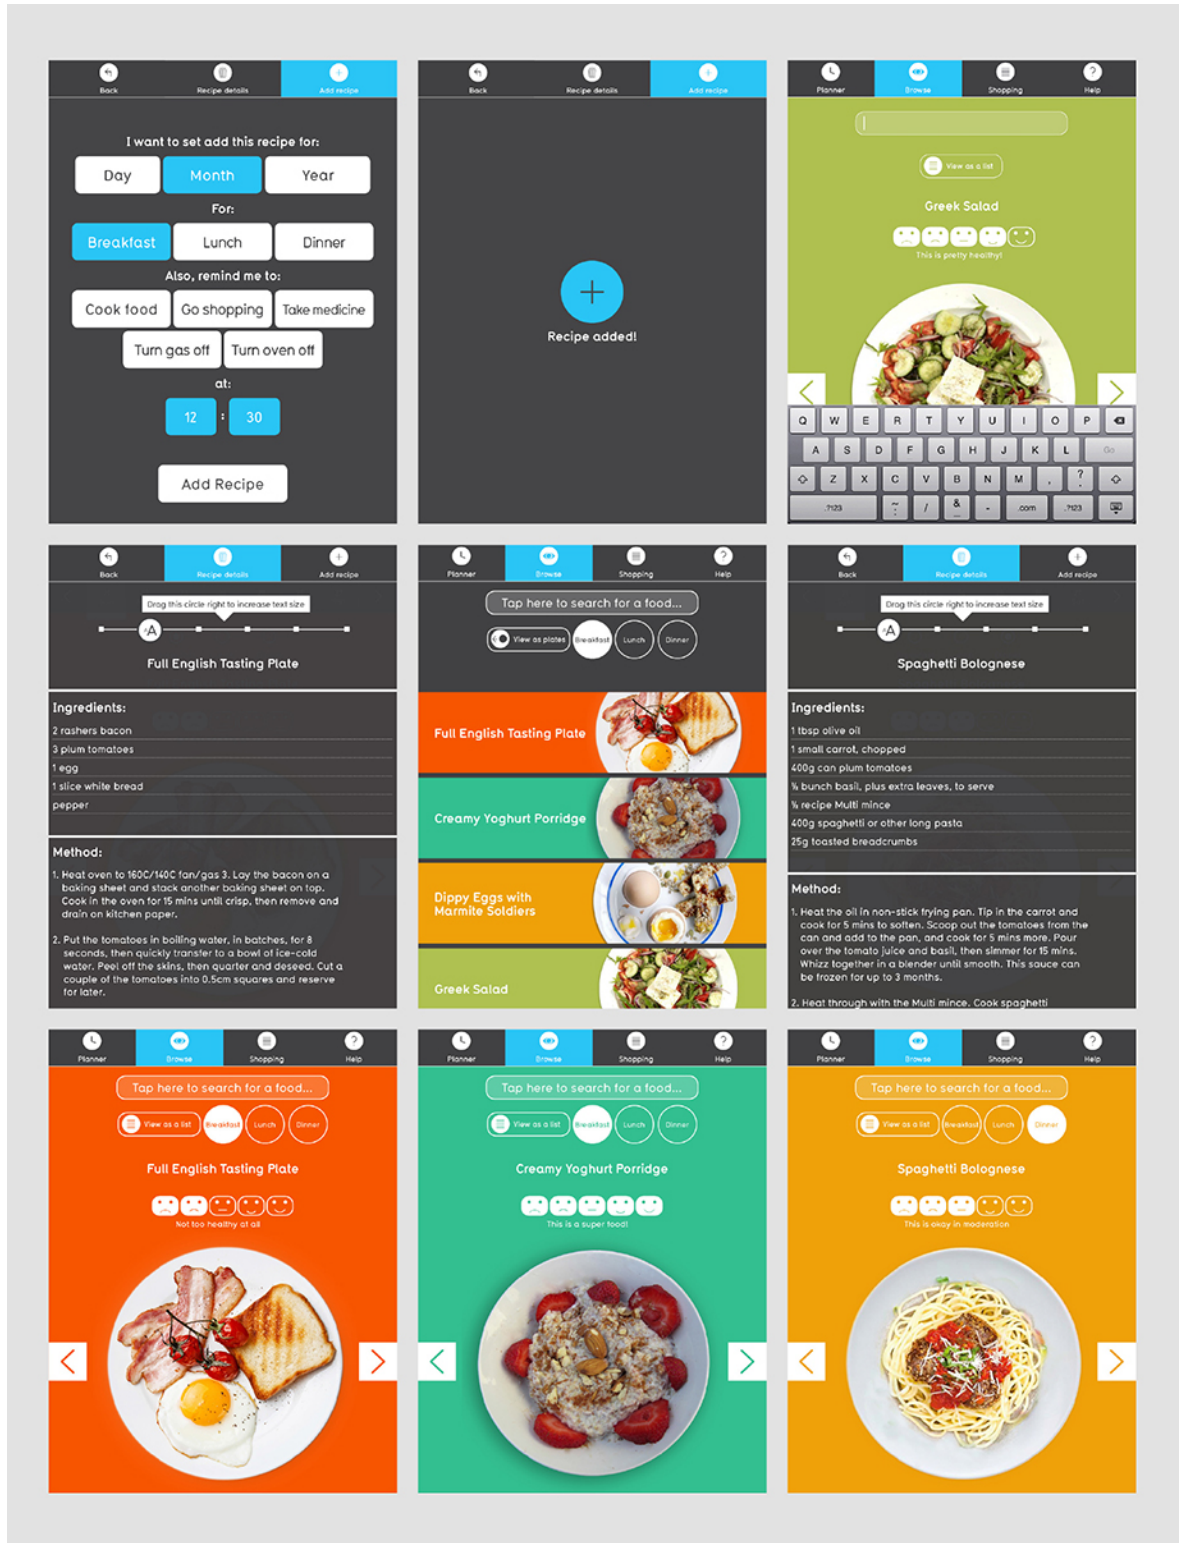 Back Recipe details Add recipe
I want to set add this recipe for:
Day Month Year
For:
Breakfast Lunch Dinner
Also, remind me to:
Cook food Go shopping Take medicine
Turn gas off Turn oven off
at:
12 : 30
Add Recipe
Back Recipe details Add recipe
+
Recipe added!
Planner Browse Shopping Help
View as a list
Greek Salad
This is pretty healthy!
Q W E R T Y U I O P
A S D F G H J K L Go
Z X C V B N M , ? .
.?123 ~ : / & _ - .com .?123
Back Recipe details Add recipe
Drag this circle right to increase text size
AA
Full English Tasting Plate
Ingredients:
2 rashers bacon
3 plum tomatoes
1 egg
1 slice white bread
pepper
Method:
1. Heat oven to 160C/140C fan/gas 3. Lay the bacon on a
baking sheet and stack another baking sheet on top.
Cook in the oven for 15 mins until crisp, then remove and
drain on kitchen paper.
2. Put the tomatoes in boiling water, in batches, for 8
seconds, then quickly transfer to a bowl of ice-cold
water. Peel off the skins, then quarter and deseed. Cut a
couple of the tomatoes into 0.5cm squares and reserve
for later.
Planner Browse Shopping Help
Tap here to search for a food...
View as plates Breakfast Lunch Dinner
Full English Tasting Plate
Creamy Yoghurt Porridge
Dippy Eggs with
Marmite Soldiers
Greek Salad
Back Recipe details Add recipe
Drag this circle right to increase text size
AA
Spaghetti Bolognese
Ingredients:
1 tbsp olive oil
1 small carrot, chopped
400g can plum tomatoes
½ bunch basil, plus extra leaves, to serve
½ recipe Multi mince
400g spaghetti or other long pasta
25g toasted breadcrumbs
Method:
1. Heat the oil in non-stick frying pan. Tip in the carrot and
cook for 5 mins to soften. Scoop out the tomatoes from the
can and add to the pan, and cook for 5 mins more. Pour
over the tomato juice and basil, then simmer for 15 mins.
Whizz together in a blender until smooth. This sauce can
be frozen for up to 3 months.
2. Heat through with the Multi mince. Cook spaghetti
Planner Browse Shopping Help
Tap here to search for a food...
View as a list Breakfast Lunch Dinner
Full English Tasting Plate
Not too healthy at all
Planner Browse Shopping Help
Tap here to search for a food...
View as a list Breakfast Lunch Dinner
Creamy Yoghurt Porridge
This is a super food!
Planner Browse Shopping Help
Tap here to search for a food...
View as a list Breakfast Lunch Dinner
Spaghetti Bolognese
This is okay in moderation